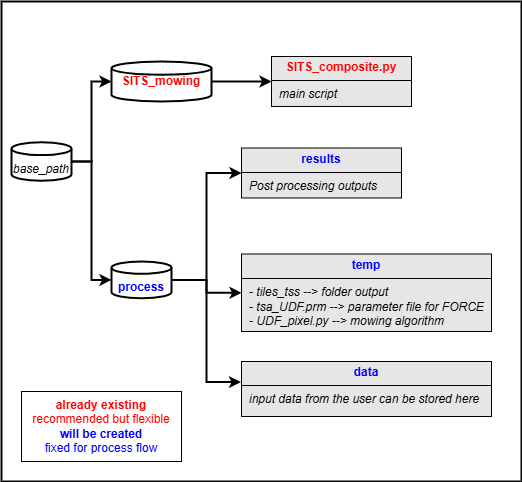 SITS_mowing
SITS_composite.py
main script
base_path
results
Post processing outputs
process
temp
- tiles_tss --> folder output
- tsa_UDF.prm --> parameter file for FORCE
- UDF_pixel.py --> mowing algorithm
data
input data from the user can be stored here
already existing
recommended but flexible
will be created
fixed for process flow